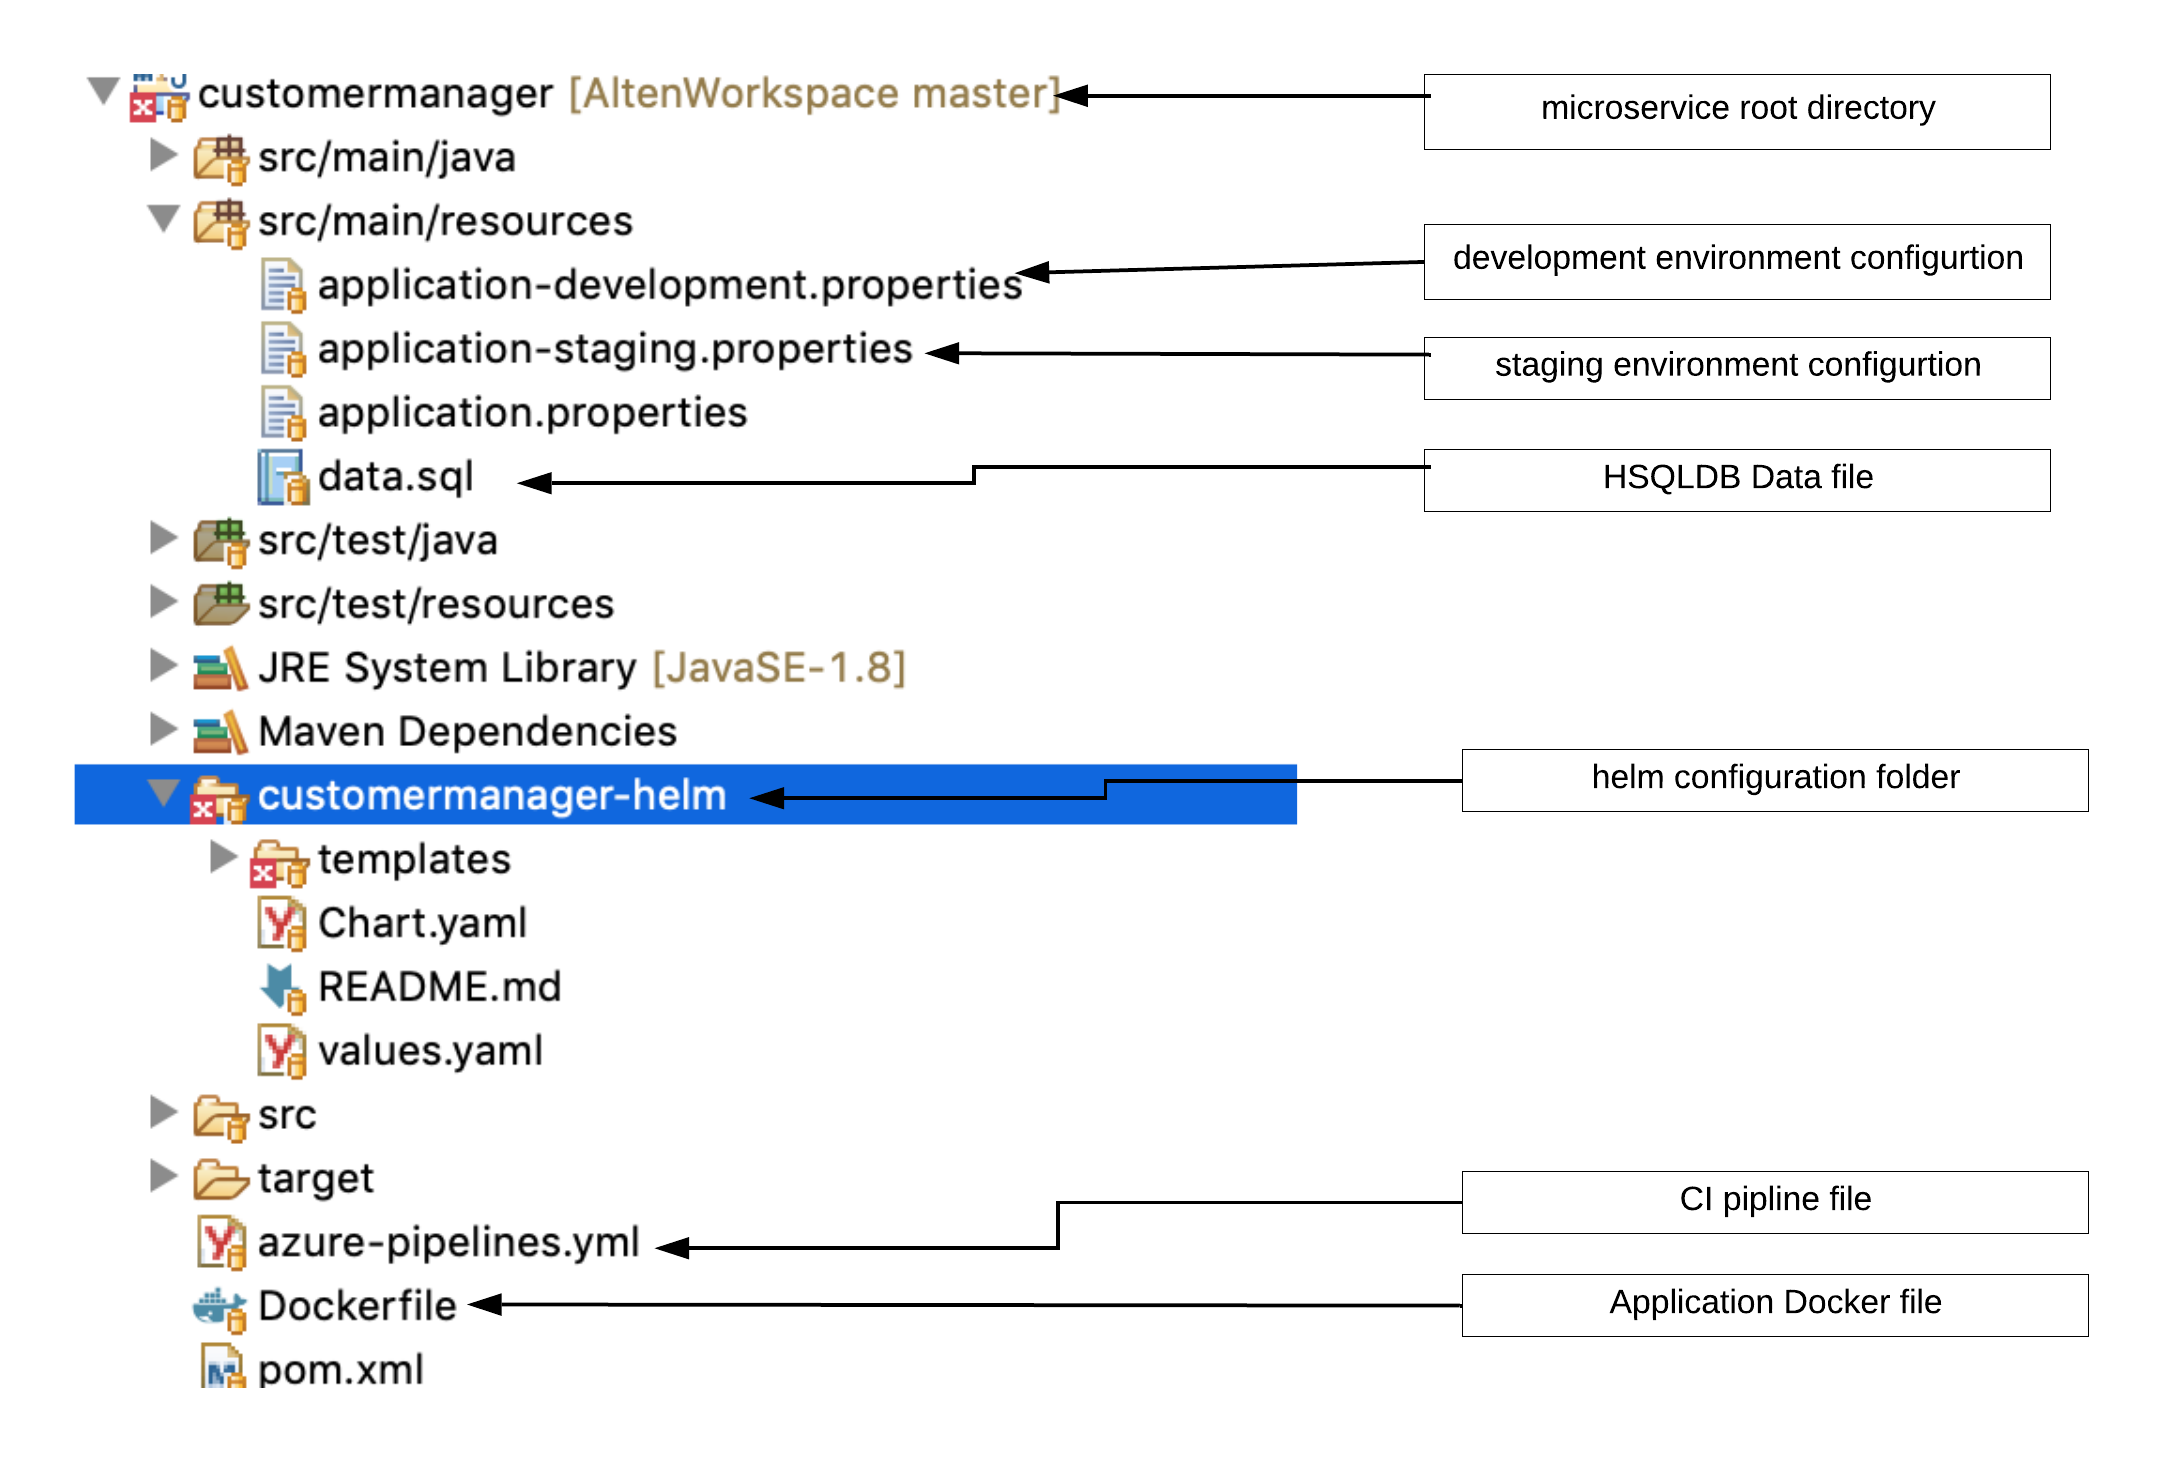 customermanager [AltenWorkspace master]
microservice root directory
src/main/java
src/main/resources
application-development.properties
development environment configurtion
application-staging.properties
staging environment configurtion
application.properties
data.sql
HSQLDB Data file
src/test/java
src/test/resources
JRE System Library [JavaSE-1.8]
Maven Dependencies
customermanager-helm
helm configuration folder
templates
Chart.yaml
README.md
values.yaml
src
target
CI pipline file
azure-pipelines.yml
Dockerfile
Application Docker file
pom.xml